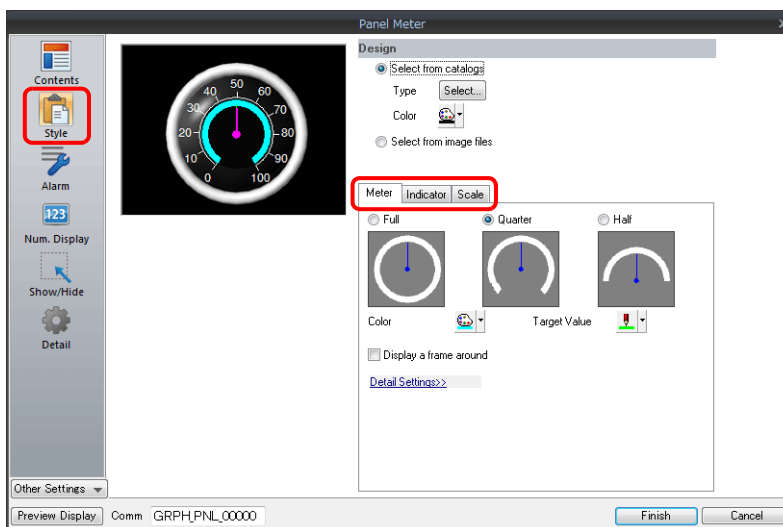 Panel Meter
Contents
Style
Alarm
123
Num. Display
Show/Hide
Detail
Other Settings
Preview Display
Comm GRPH_PNL_00000
0
10
20
30
40
50
60
70
80
90
100
Design
Select from catalogs
Type Select...
Color
Select from image files
Meter Indicator Scale
Full Quarter Half
Color Target Value
Display a frame around
Detail Settings>>
Finish Cancel